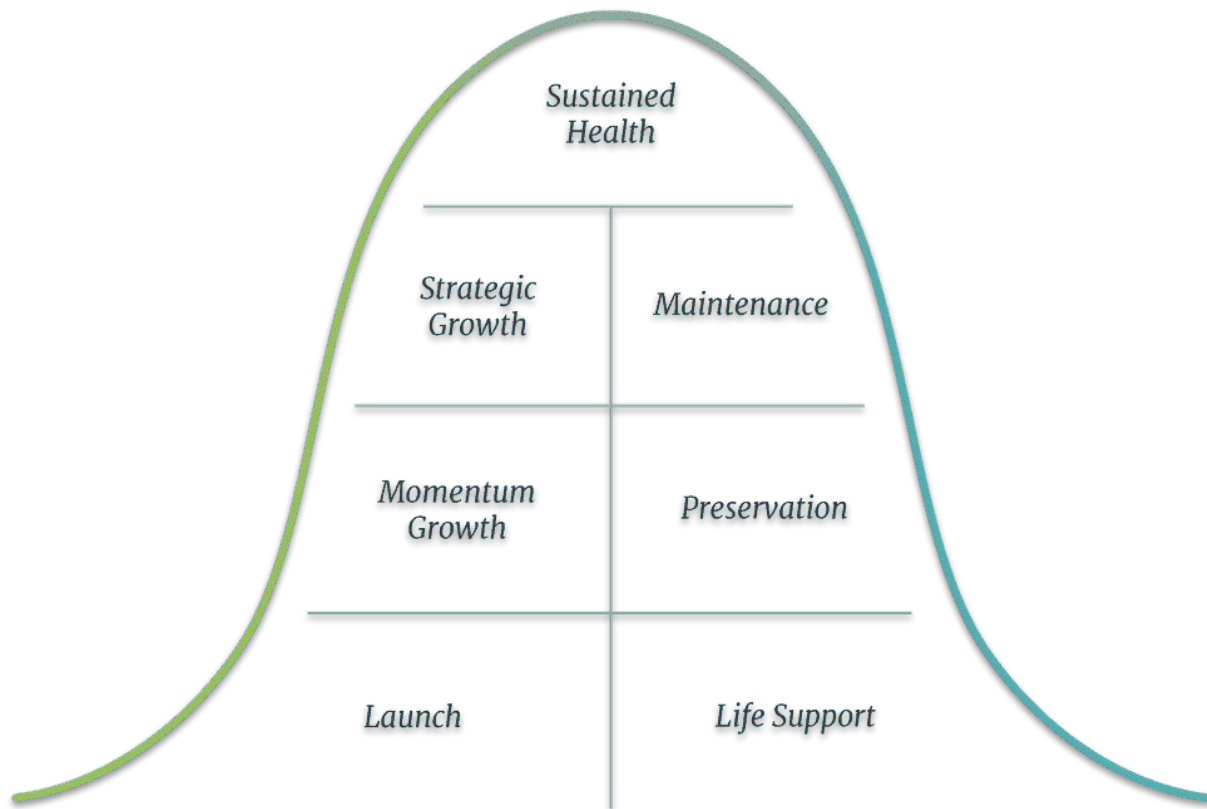 Sustained
Health
Strategic
Growth
Maintenance
Momentum
Growth
Preservation
Launch
Life Support